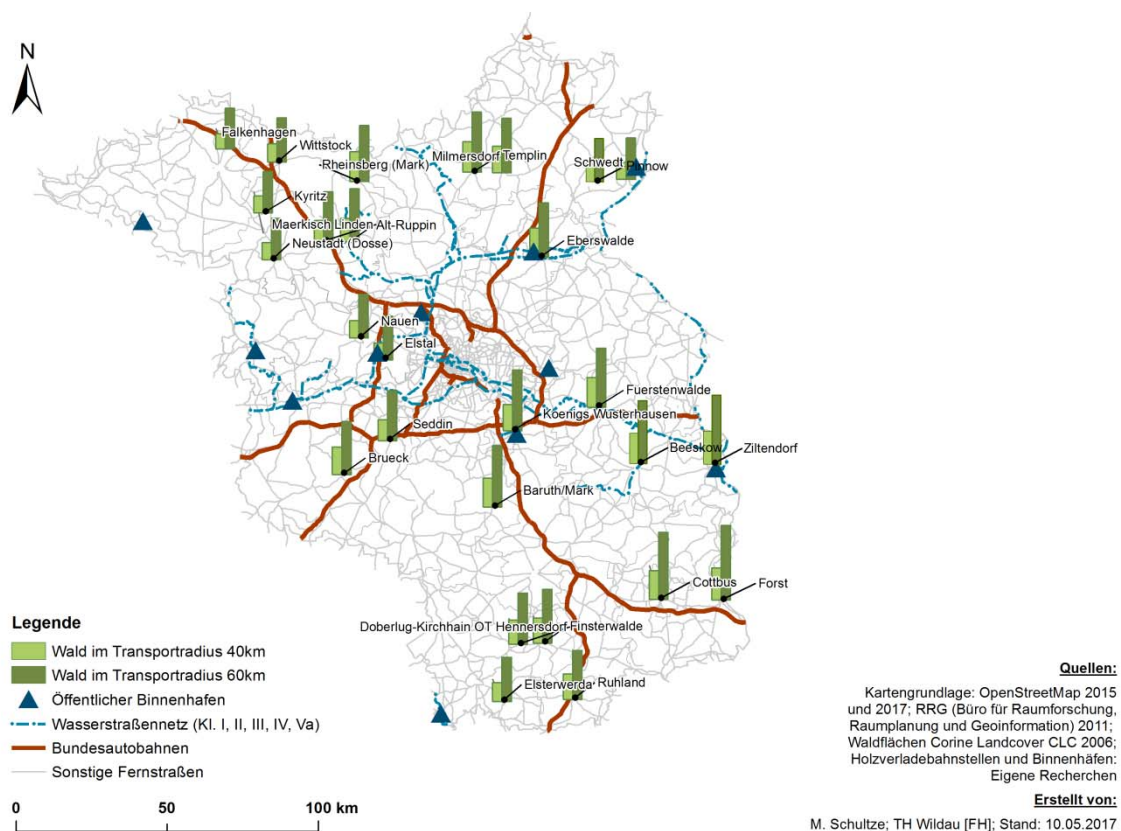 N
Falkenhagen
Wittstock
Rheinsberg (Mark)
Milmersdorf Templin
Schwedt
Pinnow
Kyritz
Maerkisch Linden Alt-Ruppin
Neustadt (Dosse)
Eberswalde
Nauen
Elstal
Fuerstenwalde
Koenigs Wusterhausen
Seddin
Beeskow
Ziltendorf
Brueck
Baruth/Mark
Cottbus
Forst
Doberlug-Kirchhain OT Hennersdorf Finsterwalde
Elsterwerda
Ruhland
Legende
Wald im Transportradius 40km
Wald im Transportradius 60km
Öffentlicher Binnenhafen
Wasserstraßennetz (Kl. I, II, III, IV, Va)
Bundesautobahnen
Sonstige Fernstraßen
0 50 100 km
Quellen:
Kartengrundlage: OpenStreetMap 2015
und 2017; RRG (Büro für Raumforschung,
Raumplanung und Geoinformation) 2011;
Waldflächen Corine Landcover CLC 2006;
Holzverladebahnstellen und Binnenhäfen:
Eigene Recherchen
Erstellt von:
M. Schultze; TH Wildau [FH]; Stand: 10.05.2017